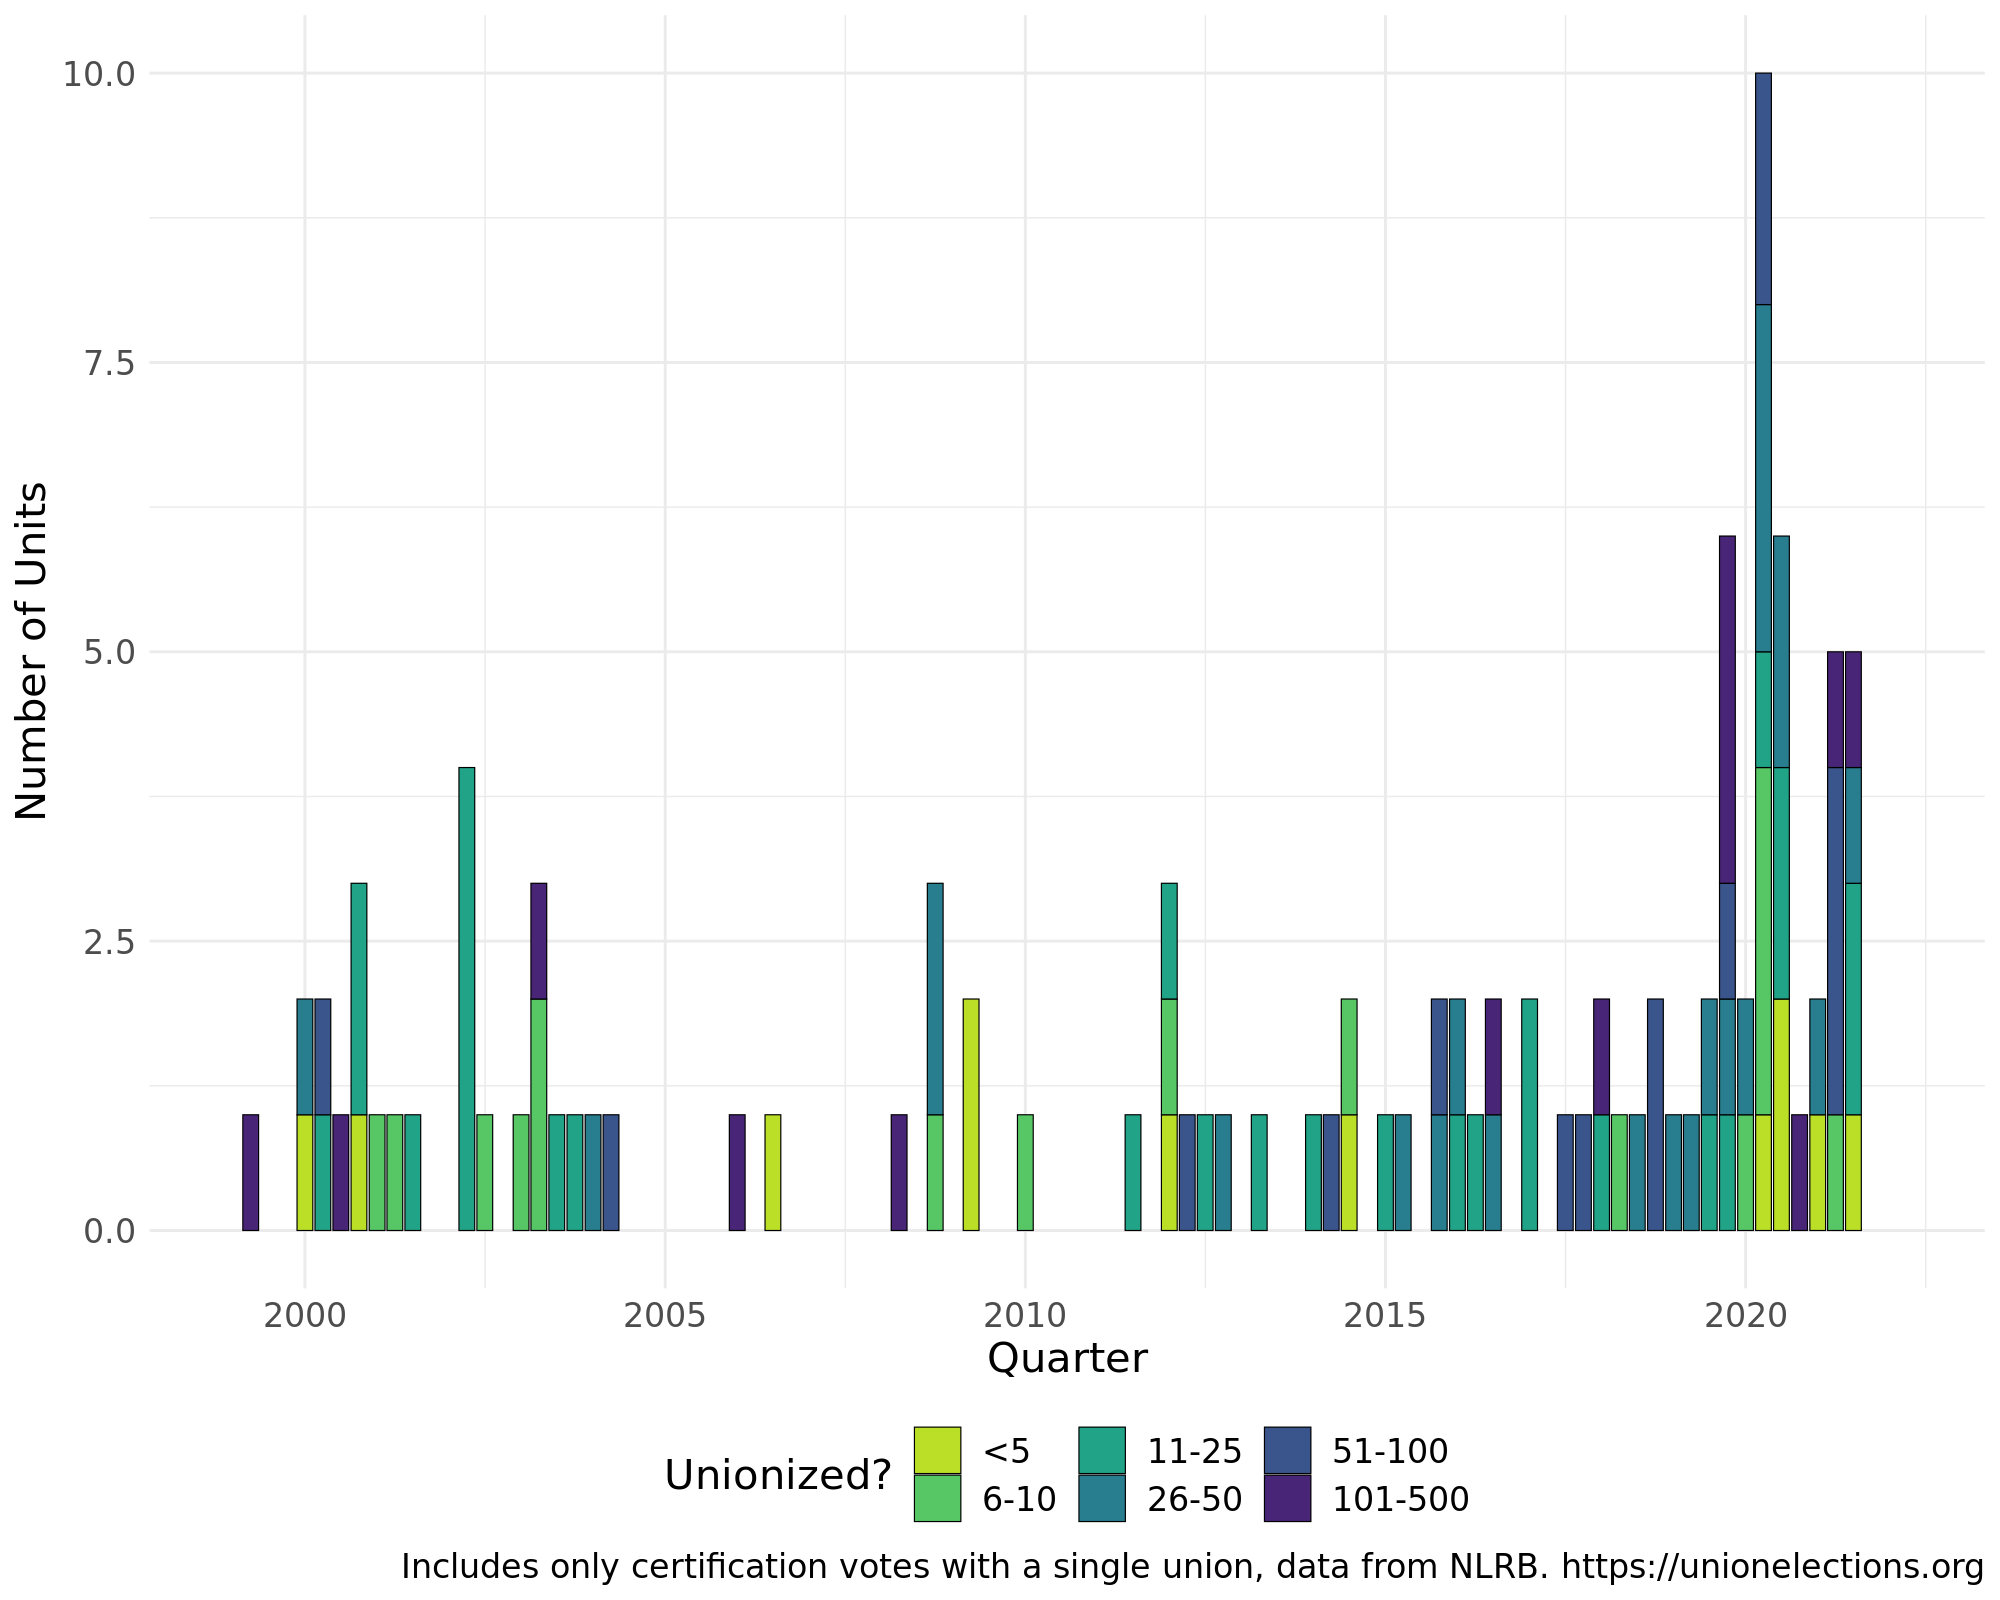 10.0
7.5
5.0
2.5
0.0
Number of Units
2000 2005 2010 2015 2020
Quarter
Unionized?
<5 11-25 51-100
6-10 26-50 101-500
Includes only certification votes with a single union, data from NLRB. https://unionelections.org